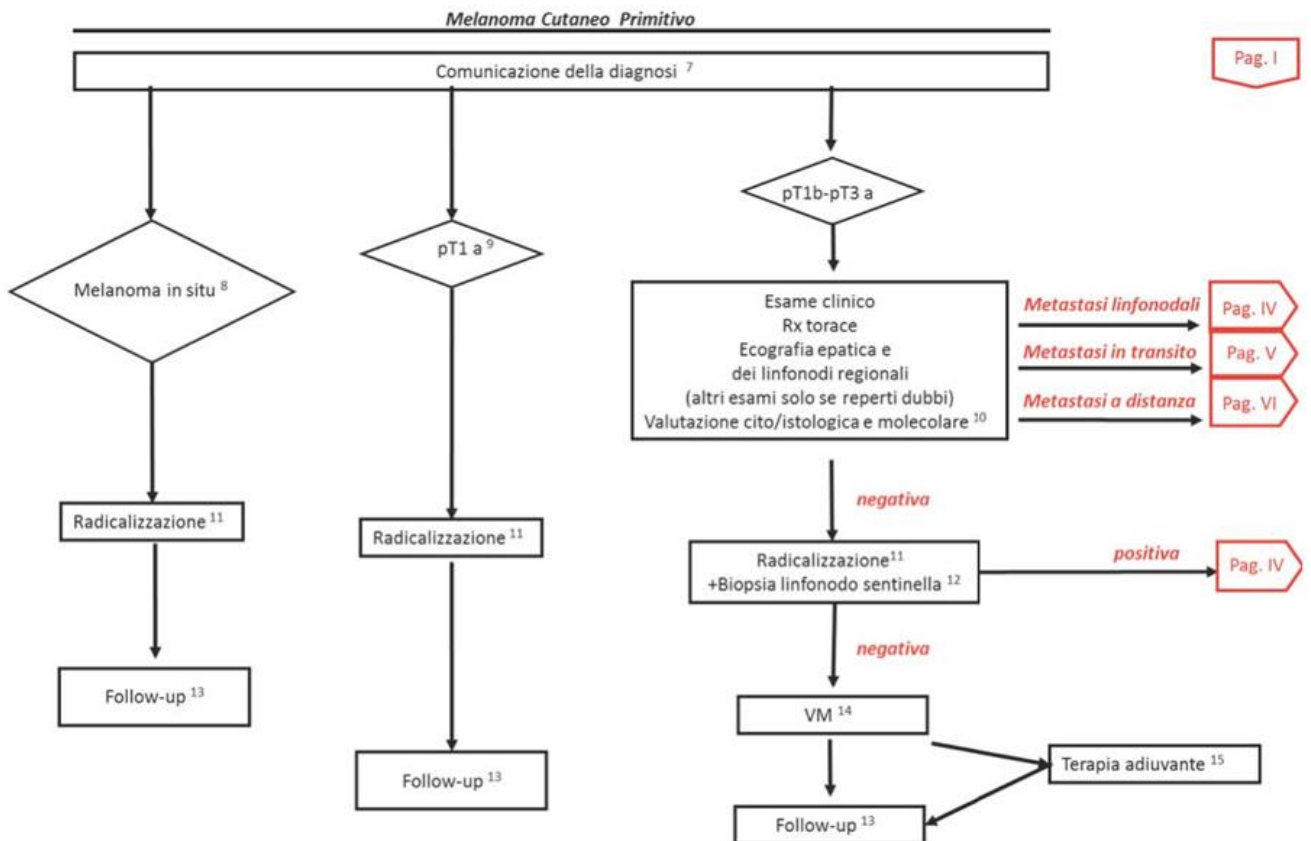 Melanoma Cutaneo Primitivo
Comunicazione della diagnosi 7
Pag. I
pT1b-pT3 a
pT1 a 9
Melanoma in situ 8
Esame clinico
Rx torace
Ecografia epatica e
dei linfonodi regionali
(altri esami solo se reperti dubbi)
Valutazione cito/istologica e molecolare 10
Metastasi linfonodali
Pag. IV
Metastasi in transito
Pag. V
Metastasi a distanza
Pag. VI
negativa
Radicalizzazione 11
Radicalizzazione 11
Radicalizzazione11
+Biopsia linfonodo sentinella 12
positiva
Pag. IV
negativa
Follow-up 13
VM 14
Follow-up 13
Terapia adiuvante 15
Follow-up 13